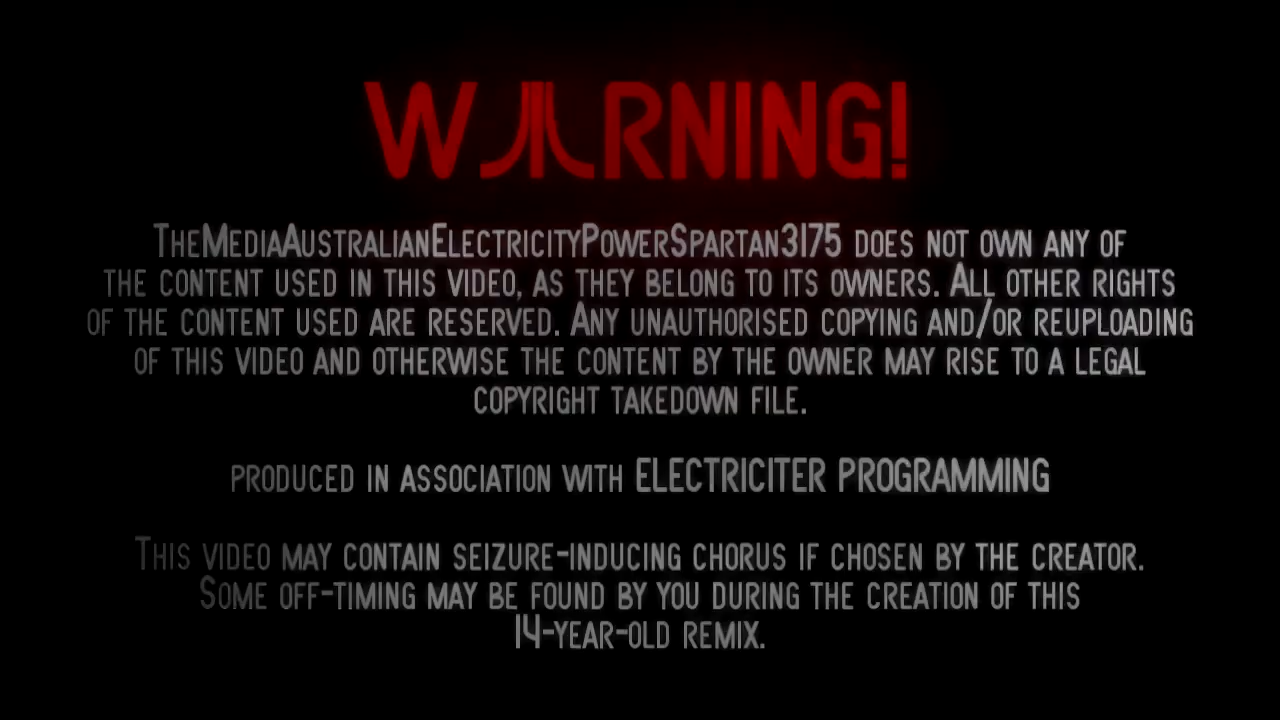 WARNING!
TheMediaAustralianElectricityPowerSpartan3175 does not own any of
the content used in this video, as they belong to its owners. All other rights
of the content used are reserved. Any unauthorised copying and/or reuploading
of this video and otherwise the content by the owner may rise to a legal
copyright takedown file.
produced in association with ELECTRICITER PROGRAMMING
This video may contain seizure-inducing chorus if chosen by the creator.
Some off-timing may be found by you during the creation of this
14-year-old remix.